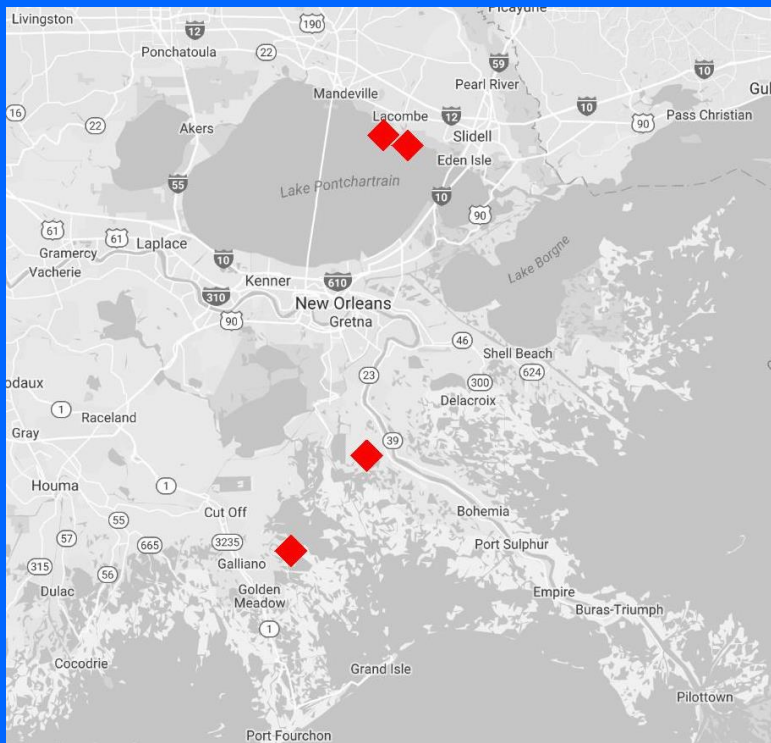 Picayune
Livingston
190
12
Ponchatoula
22
59
Pearl River
10
Mandeville
Gul
16
22
Akers
Lacombe
12
10
Pass Christian
90
Slidell
Eden Isle
55
Lake Pontchartrain
10
90
61
61
Laplace
Gramercy
Vacherie
10
Kenner
610
Lake Borgne
310
New Orleans
90
Gretna
46
Shell Beach
23
300
624
odaux
Delacroix
1
Raceland
Gray
39
Houma
1
Cut Off
Bohemia
55
57
665
3235
Port Sulphur
315
56
Galliano
Dulac
Golden
Meadow
Empire
Buras-Triumph
1
Cocodrie
Grand Isle
Pilottown
Port Fourchon